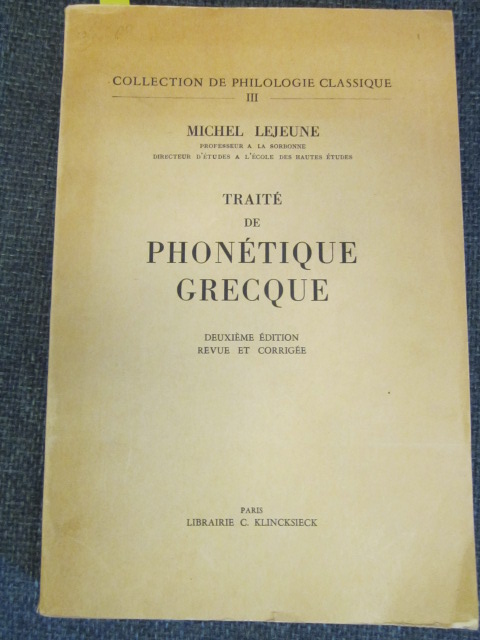 COLLECTION DE PHILOLOGIE CLASSIQUE
III
MICHEL LEJEUNE
PROFESSEUR A LA SORBONNE
DIRECTEUR D'ÉTUDES A L'ÉCOLE DES HAUTES ÉTUDES
TRAITÉ
DE
PHONÉTIQUE
GRECQUE
DEUXIÈME ÉDITION
REVUE ET CORRIGÉE
PARIS
LIBRAIRIE C. KLINCKSIECK